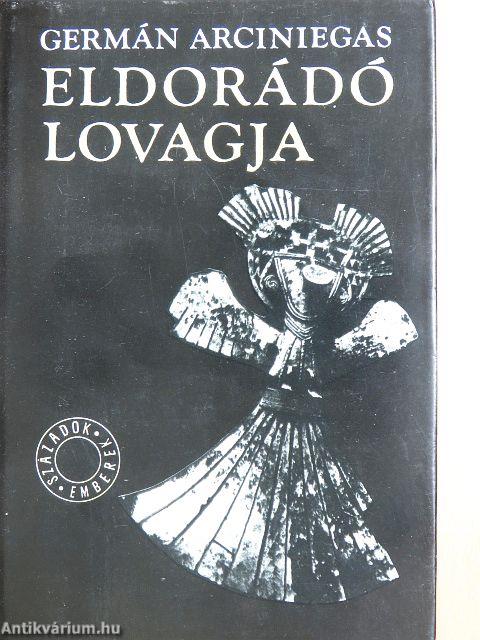 GERMÁN ARCINIEGAS
ELDORÁDÓ
LOVAGJA
SZÁZADOK • EMBEREK •
Antikvárium.hu